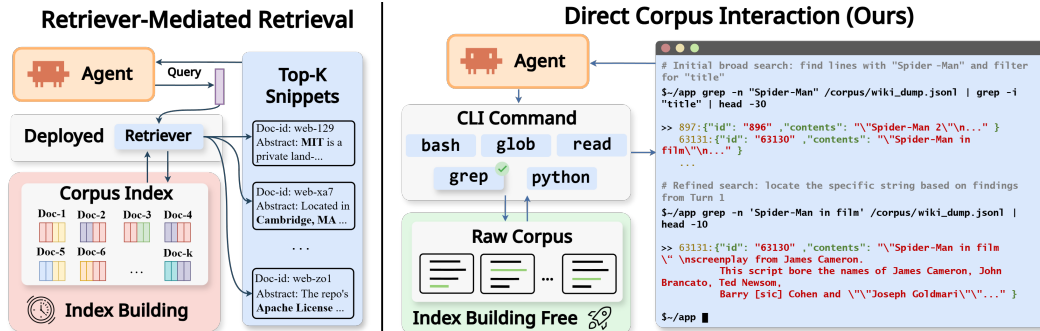 Retriever-Mediated Retrieval
Agent
Query
Top-K
Snippets
Deployed
Retriever
Doc-id: web-129
Abstract: MIT is a
private land-...
Corpus Index
Doc-1 Doc-2 Doc-3 Doc-4
Doc-5 Doc-6 ... Doc-k
Doc-id: web-xa7
Abstract: Located in
Cambridge, MA ...
...
Doc-id: web-zo1
Abstract: The repo's
Apache License ...
Index Building
Direct Corpus Interaction (Ours)
Agent
CLI Command
bash glob read
grep python
Raw Corpus
...
Index Building Free
# Initial broad search: find lines with "Spider -Man" and filter
for "title"
$~/app grep -n "Spider-Man" /corpus/wiki_dump.jsonl | grep -i
"title" | head -30
>> 897:{"id": "896" ,"contents": "\"Spider-Man 2\"\n..." }
63131:{"id": "63130" ,"contents": "\"Spider-Man in
film\"\n..." }
...
# Refined search: locate the specific string based on findings
from Turn 1
$~/app grep -n 'Spider-Man in film' /corpus/wiki_dump.jsonl |
head -10
>> 63131:{"id": "63130" ,"contents": "\"Spider-Man in film
\" \nscreenplay from James Cameron.
This script bore the names of James Cameron, John
Brancato, Ted Newsom,
Barry [sic] Cohen and \"\"Joseph Goldmari\"\"..." }
$~/app